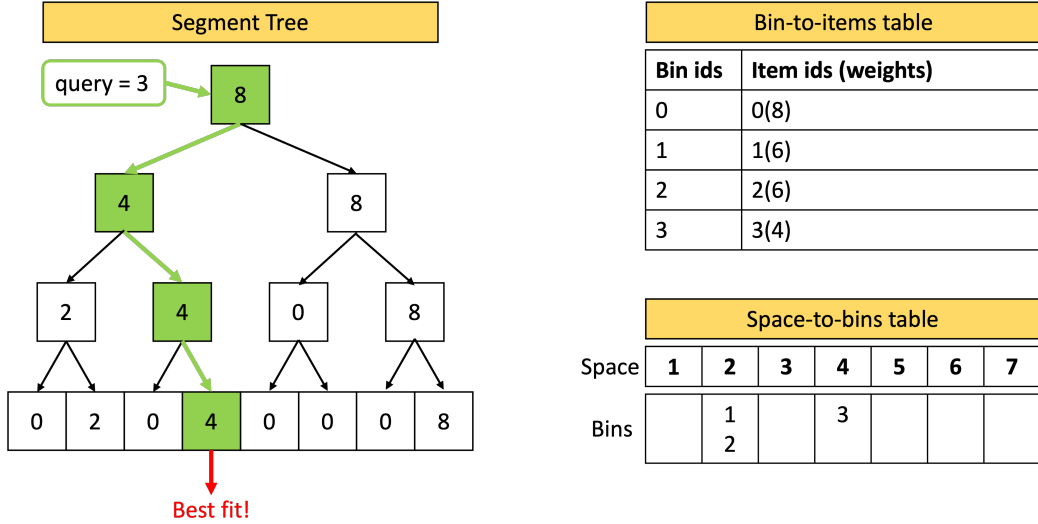 Segment Tree
query = 3
8
4 8
2 4 0 8
0 2 0 4 0 0 0 8
Best fit!
Bin-to-items table
Bin ids Item ids (weights)
0 0(8)
1 1(6)
2 2(6)
3 3(4)
Space-to-bins table
Space 1 2 3 4 5 6 7
Bins 1 3
2